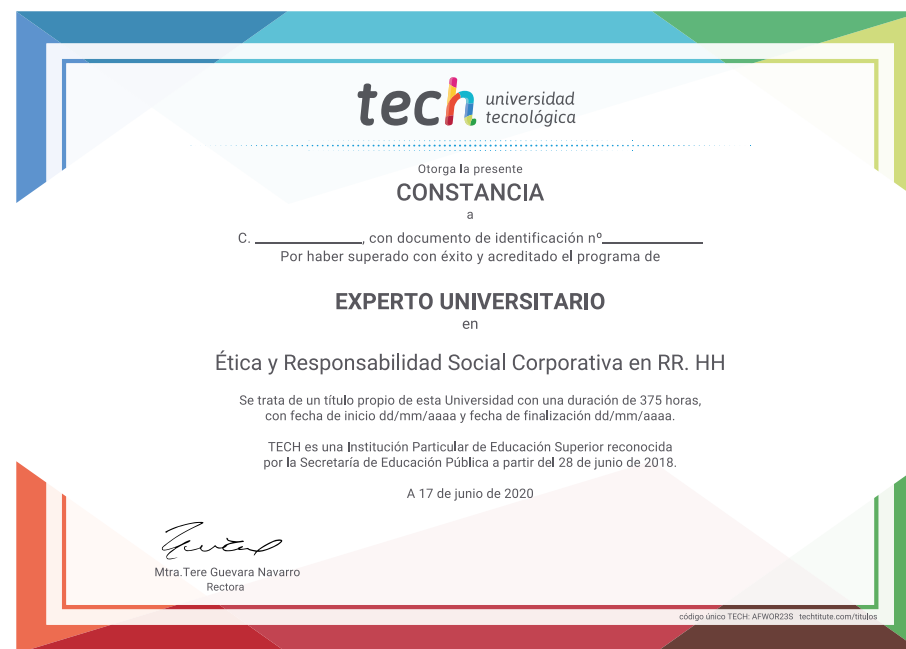 tech universidad
tecnológica
Otorga la presente
CONSTANCIA
a
C. ____________, con documento de identificación nº____________
Por haber superado con éxito y acreditado el programa de
EXPERTO UNIVERSITARIO
en
Ética y Responsabilidad Social Corporativa en RR. HH
Se trata de un título propio de esta Universidad con una duración de 375 horas,
con fecha de inicio dd/mm/aaaa y fecha de finalización dd/mm/aaaa.
TECH es una Institución Particular de Educación Superior reconocida
por la Secretaría de Educación Pública a partir del 28 de junio de 2018.
A 17 de junio de 2020
Mtra.Tere Guevara Navarro
Rectora
código único TECH: AFWOR23S techtitute.com/titulos